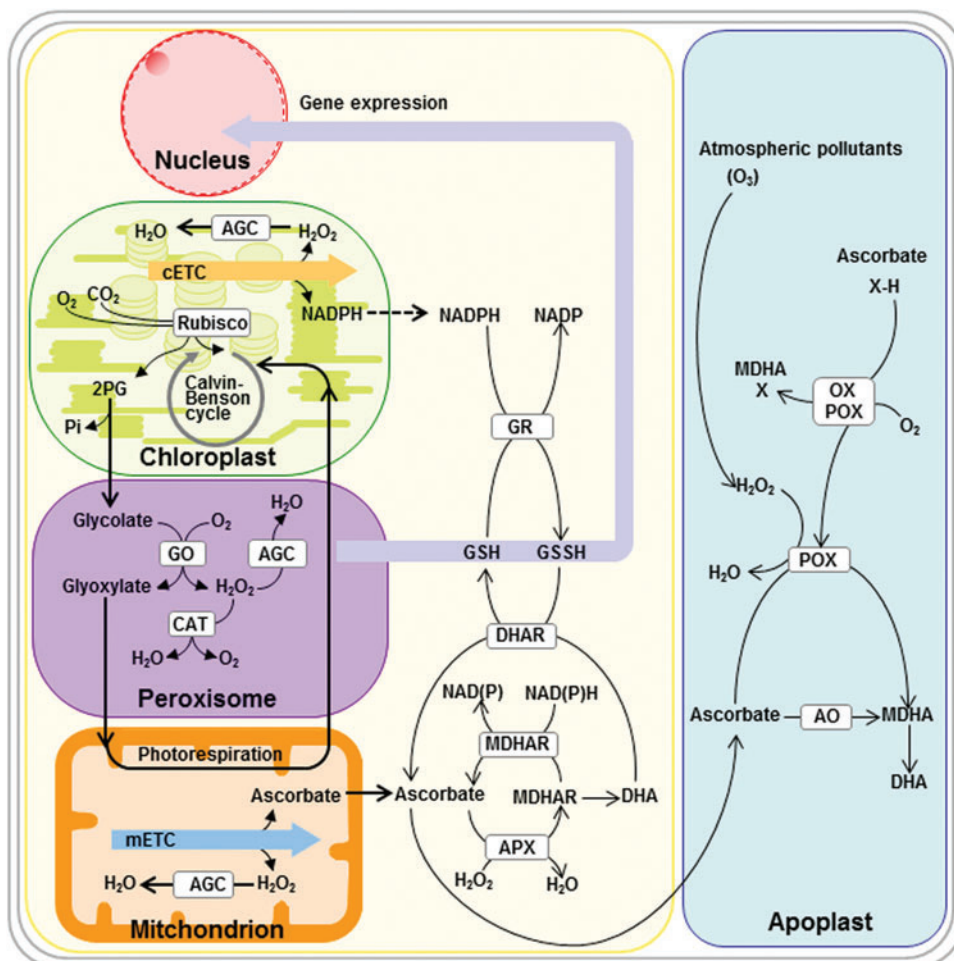 Gene expression
Nucleus
H₂O
AGC
H₂O₂
cETC
O₂
CO₂
Rubisco
NADPH
2PG
Pi
Calvin-
Benson
cycle
Chloroplast
Glycolate
O₂
H₂O
GO
AGC
Glyoxylate
H₂O₂
CAT
H₂O
O₂
Peroxisome
Photorespiration
Ascorbate
mETC
H₂O
AGC
H₂O₂
Mitchondrion
NADPH
NADP
GR
GSH
GSSH
DHAR
NAD(P)
NAD(P)H
MDHAR
Ascorbate
MDHAR
DHA
APX
H₂O₂
H₂O
Atmospheric pollutants
(O₃)
Ascorbate
X-H
MDHA
X
OX
POX
O₂
H₂O₂
POX
H₂O
Ascorbate
AO
MDHA
DHA
Apoplast